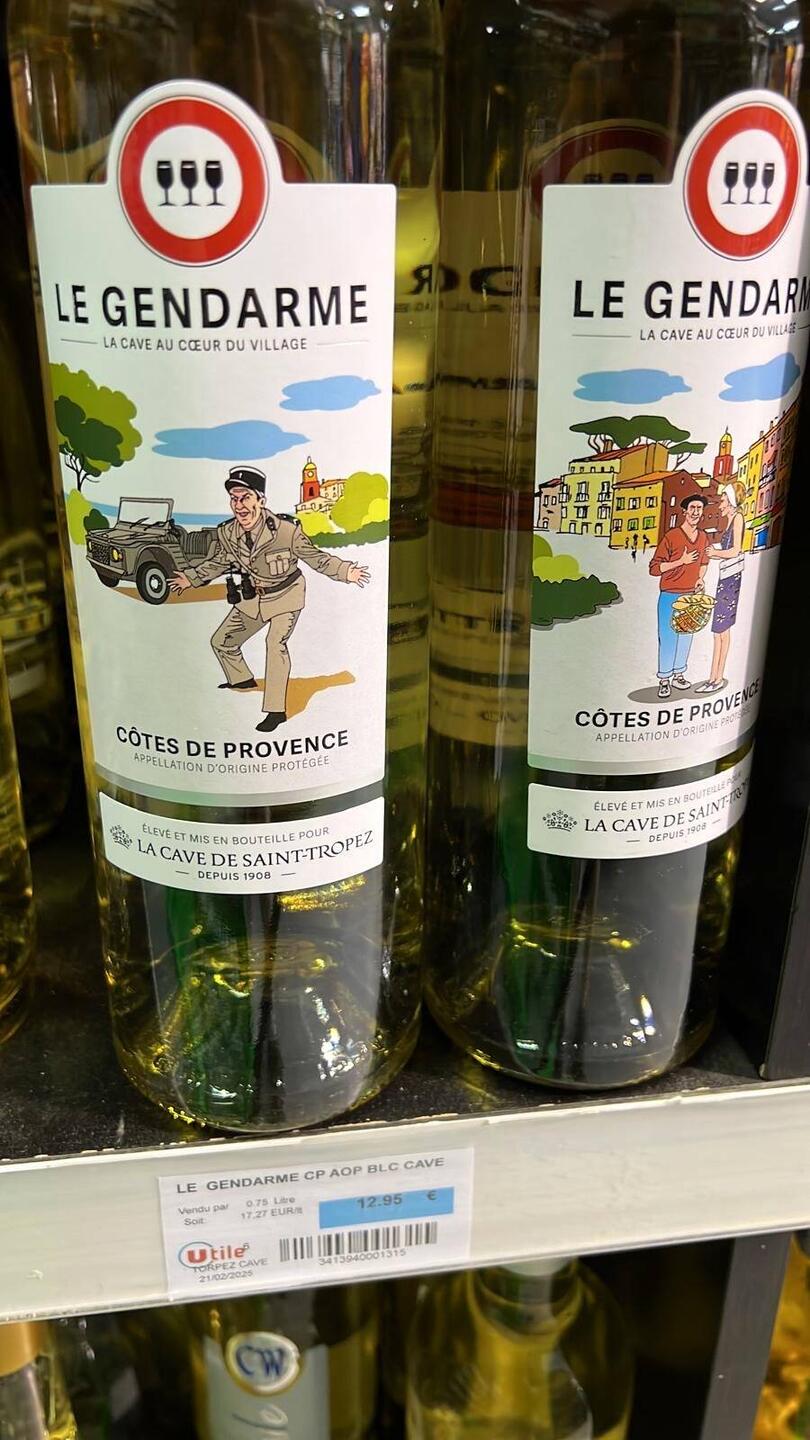 LE GENDARME
LA CAVE AU CŒUR DU VILLAGE
CÔTES DE PROVENCE
APPELLATION D'ORIGINE PROTÉGÉE
ÉLEVÉ ET MIS EN BOUTEILLE POUR
LA CAVE DE SAINT-TROPEZ
DEPUIS 1908
LE GENDARM
LA CAVE AU CŒUR DU VILLAGE
CÔTES DE PROVENCE
APPELLATION D'ORIGINE
ÉLEVÉ ET MIS EN BOUTEILLE
LA CAVE DE SAINT-TROP
DEPUIS 1908
LE GENDARME CP AOP BLC CAVE
Vendu par 0.75 Litre
Soit: 17,27 EUR/lt
12.95 €
Utile
TORPEZ CAVE
21/02/2025
3413940001315
CW